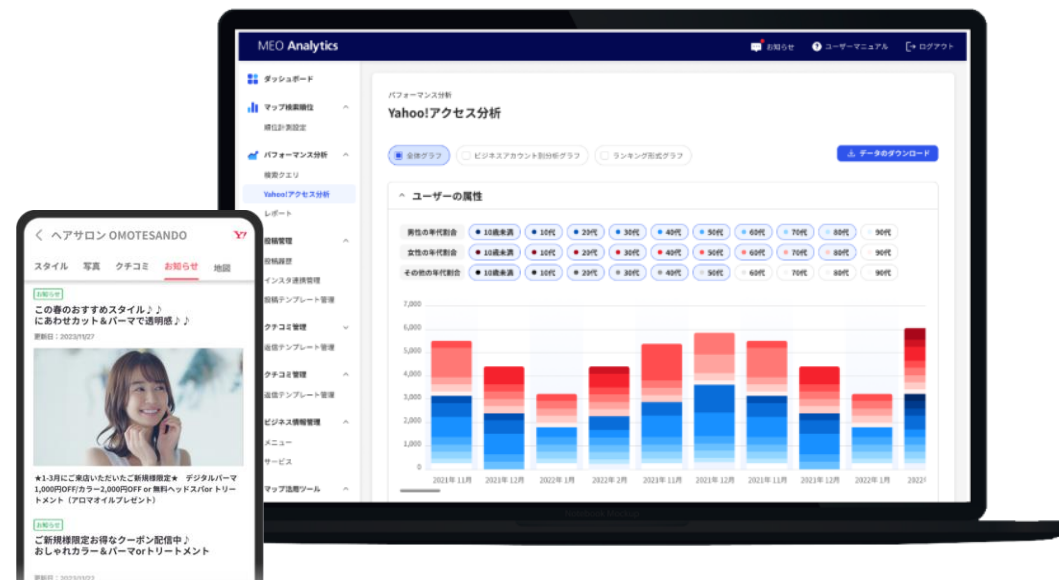 MEO Analytics
お知らせ
ユーザーマニュアル
ログアウト
ダッシュボード
マップ検索順位
順位計測設定
パフォーマンス分析
検索クエリ
Yahoo!アクセス分析
レポート
投稿管理
投稿履歴
インスタ連携管理
投稿テンプレート管理
クチコミ管理
返信テンプレート管理
クチコミ管理
返信テンプレート管理
ビジネス情報管理
メニュー
サービス
マップ活用ツール
パフォーマンス分析
Yahoo!アクセス分析
全体グラフ ビジネスアカウント別分析グラフ ランキング形式グラフ
データのダウンロード
ユーザーの属性
男性の年代割合 10歳未満 10代 20代 30代 40代 50代 60代 70代 80代 90代
女性の年代割合 10歳未満 10代 20代 30代 40代 50代 60代 70代 80代 90代
その他の年代割合 10歳未満 10代 20代 30代 40代 50代 60代 70代 80代 90代
7,000
6,000
5,000
4,000
3,000
2,000
1,000
0
2021年 11月 2021年 12月 2022年 1月 2022年 2月 2023年 11月 2021年 12月 2021年 11月 2023年 12月 2022年 1月 2022年
Notebook Mockup
ヘアサロン OMOTESANDO
Y!
スタイル 写真 クチコミ お知らせ 地図
お知らせ
この春のおすすめスタイル♪♪
にあわせカット&パーマで透明感♪♪
更新日:2023/11/27
★1-3月にご来店いただいたご新規様限定★ デジタルパーマ
1,000円OFF/カラー2,000円OFF or 無料ヘッドスパor トリー
トメント(アロマオイルプレゼント)
お知らせ
ご新規様限定お得なクーポン配信中♪
おしゃれカラー&パーマorトリートメント